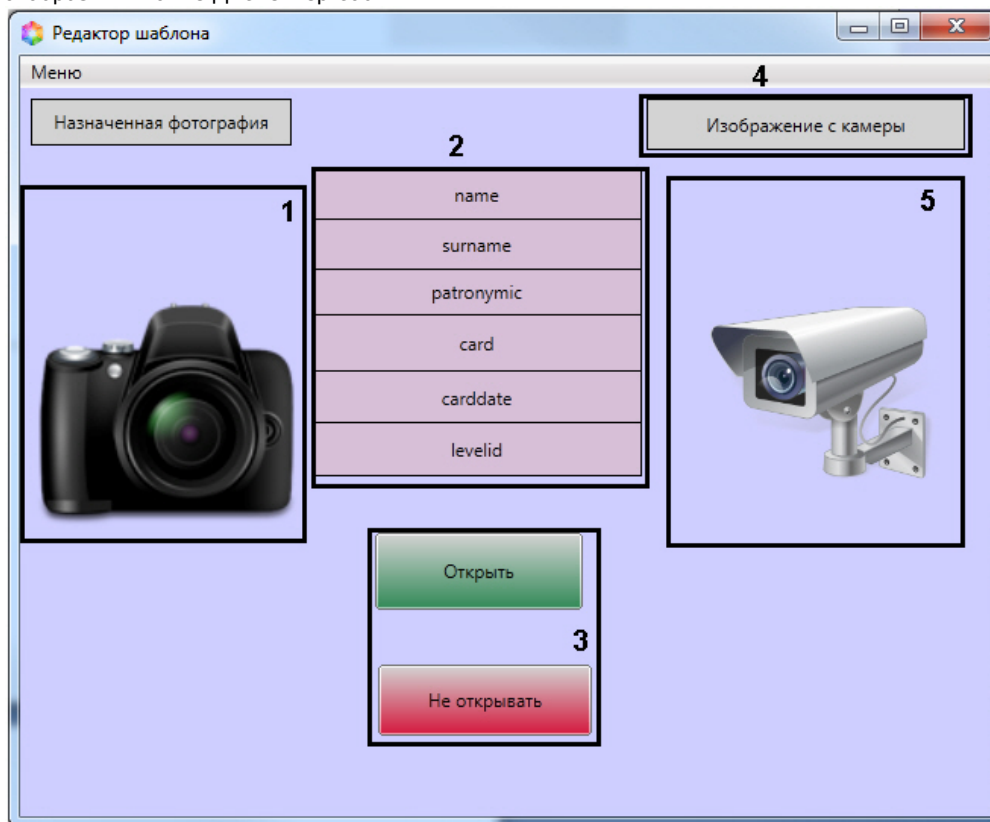 Редактор шаблона
Меню
4
Назначенная фотография
Изображение с камеры
2
name
1
5
surname
patronymic
card
carddate
levelid
Открыть
3
Не открывать